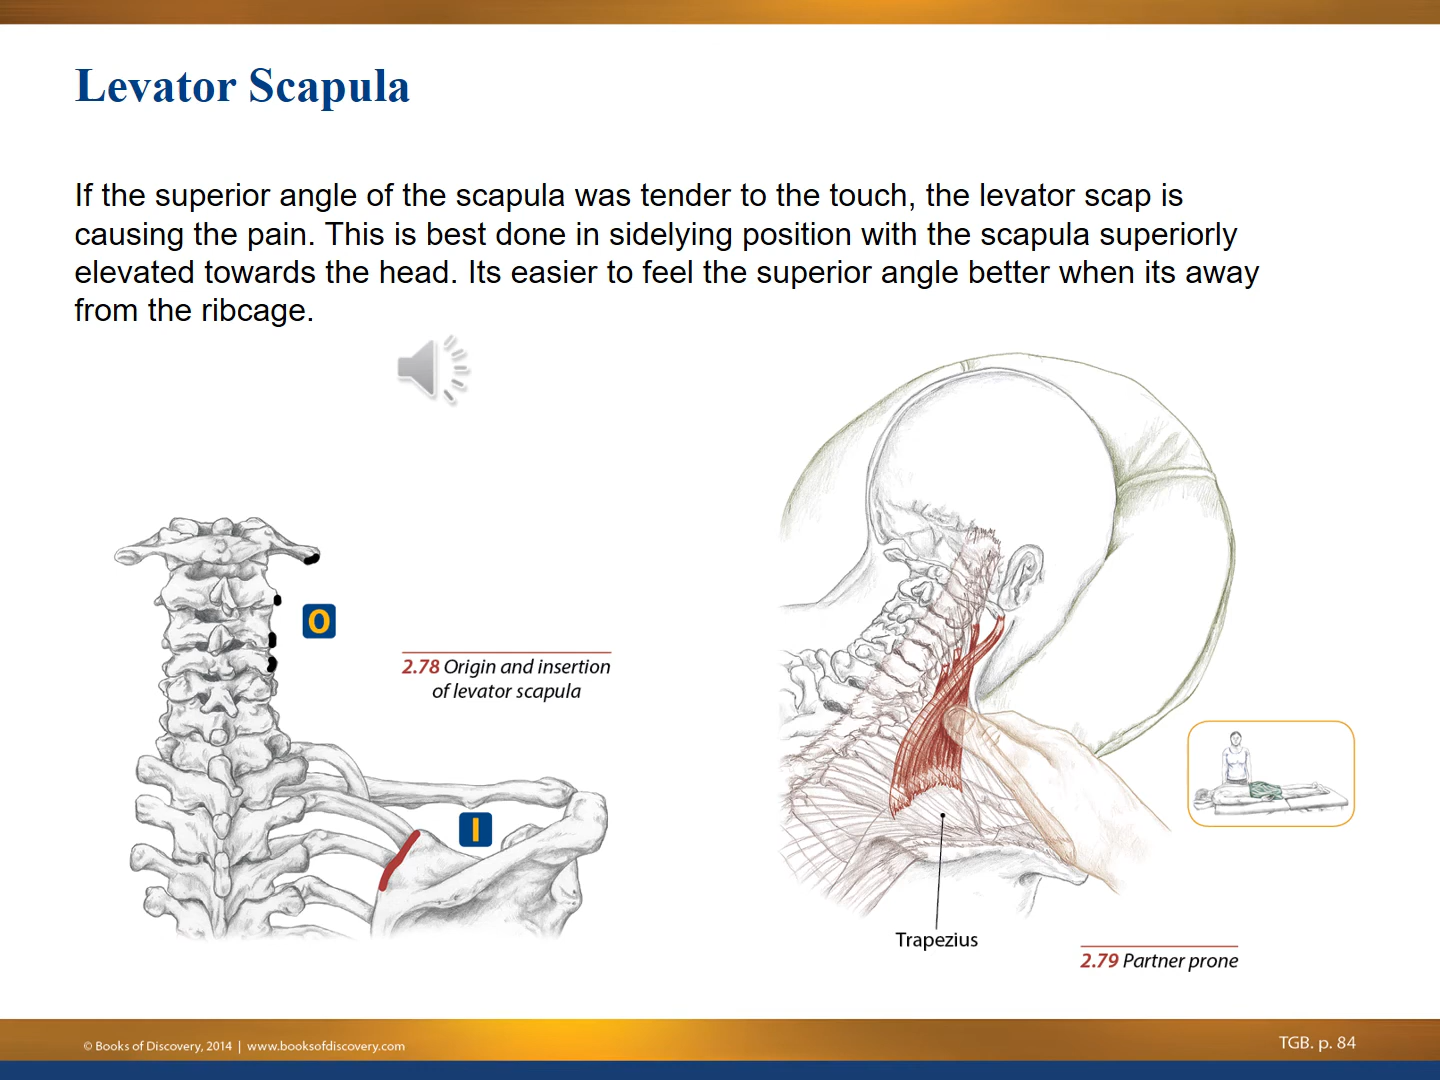 Levator Scapula
If the superior angle of the scapula was tender to the touch, the levator scap is
causing the pain. This is best done in sidelying position with the scapula superiorly
elevated towards the head. Its easier to feel the superior angle better when its away
from the ribcage.
O
2.78 Origin and insertion
of levator scapula
I
Trapezius
2.79 Partner prone
© Books of Discovery, 2014 | www.booksofdiscovery.com
TGB. p. 84